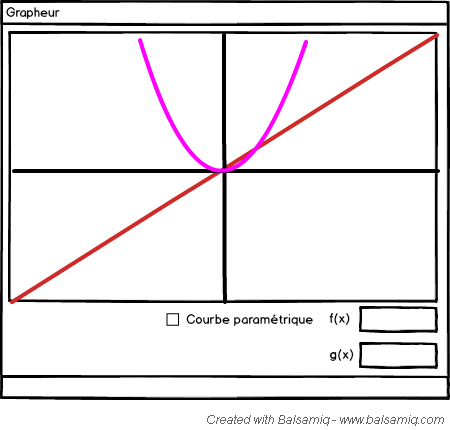 Grapheur
Courbe paramétrique f(x)
g(x)
Created with Balsamiq - www.balsamiq.com